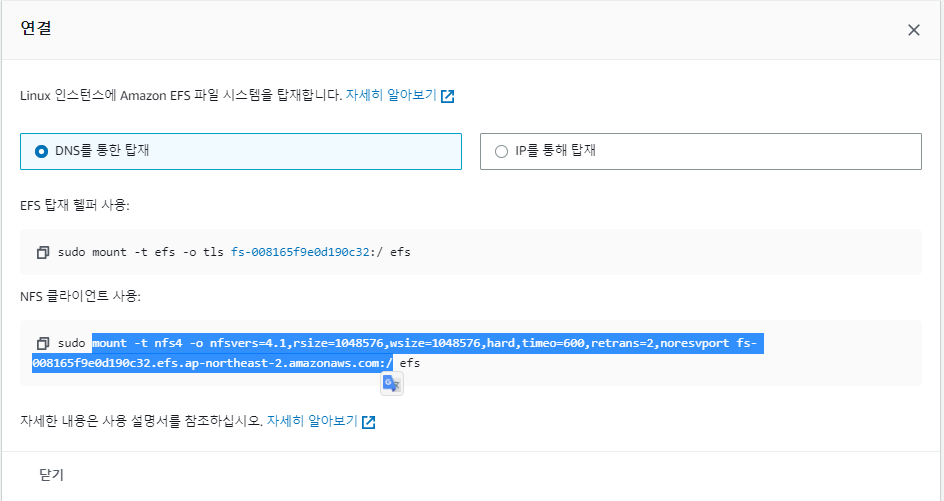 연결
Linux 인스턴스에 Amazon EFS 파일 시스템을 탑재합니다. 자세히 알아보기
DNS를 통한 탑재
IP를 통해 탑재
EFS 탑재 헬퍼 사용:
sudo mount -t efs -o tls fs-008165f9e0d190c32:/ efs
NFS 클라이언트 사용:
sudo mount -t nfs4 -o nfsvers=4.1,rsize=1048576,wsize=1048576,hard,timeo=600,retrans=2,noresvport fs-
008165f9e0d190c32.efs.ap-northeast-2.amazonaws.com:/ efs
자세한 내용은 사용 설명서를 참조하십시오. 자세히 알아보기
닫기